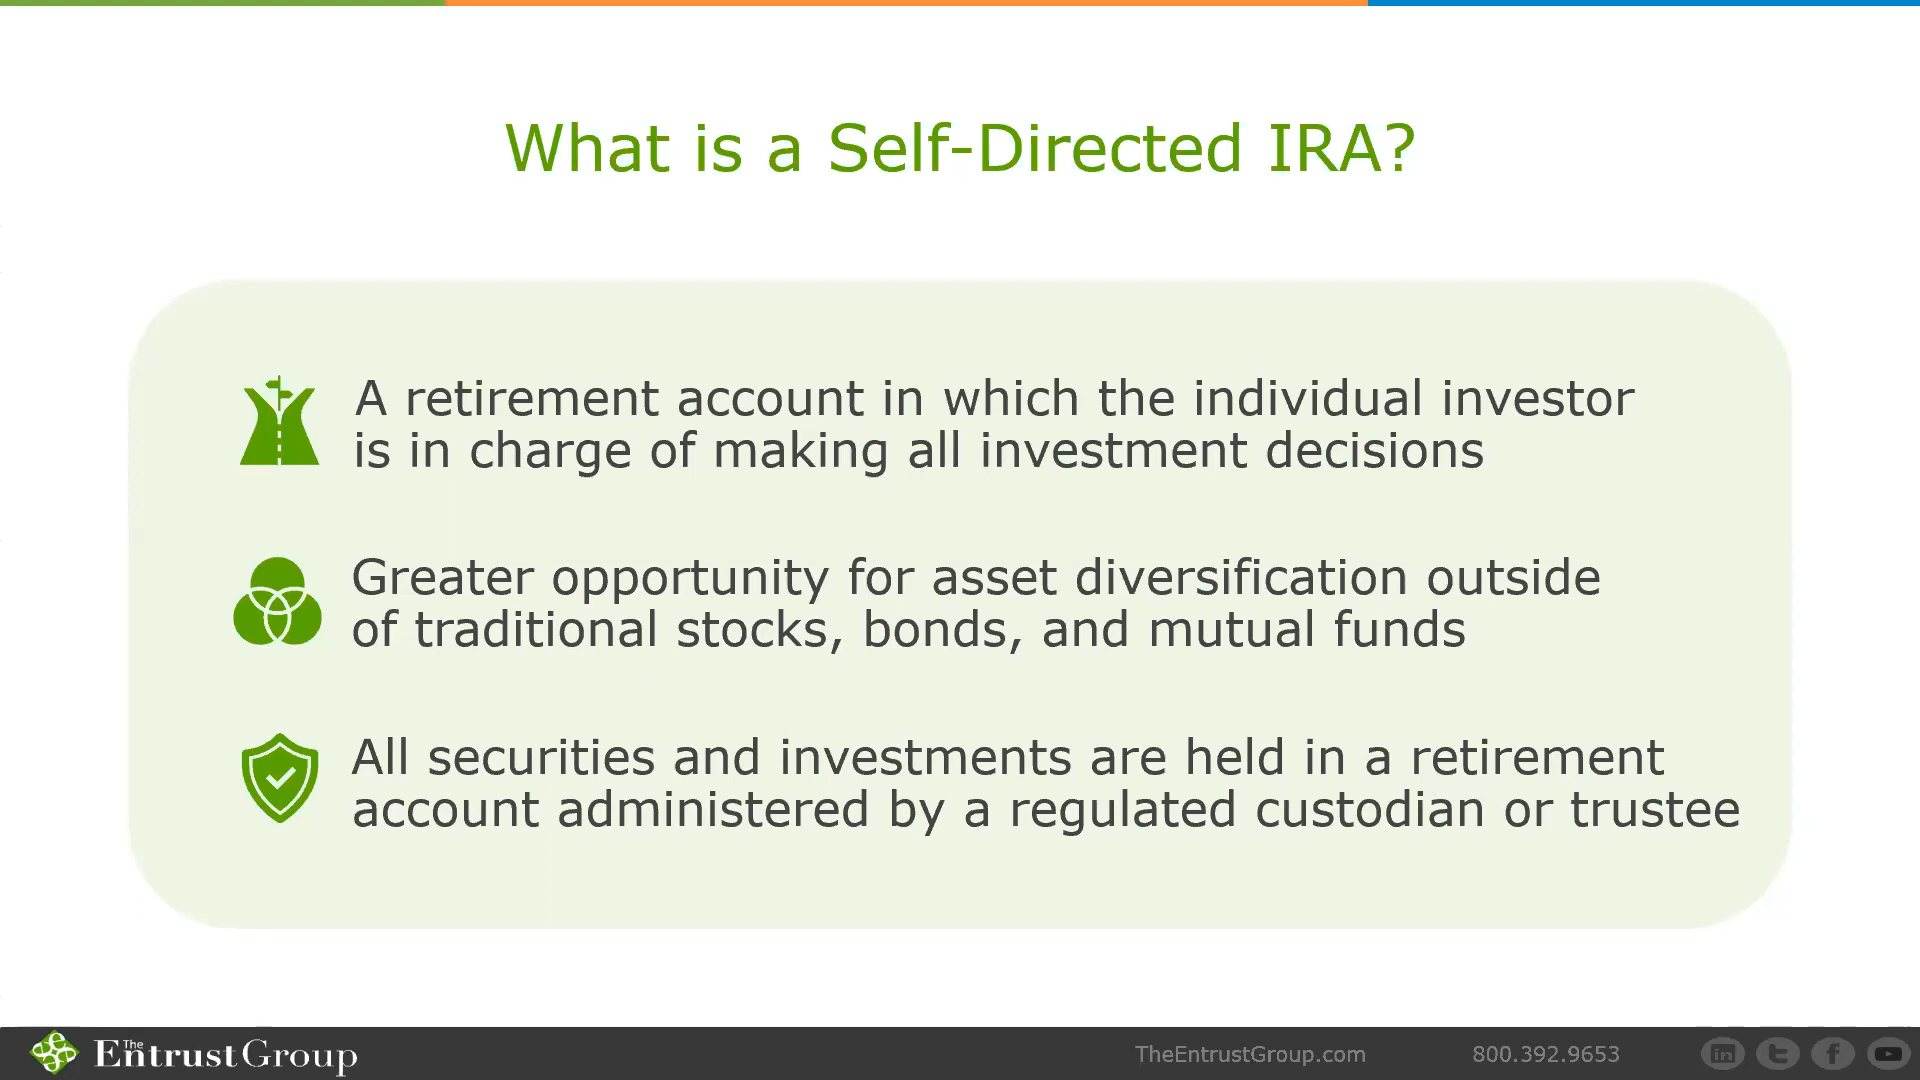 What is a Self-Directed IRA?
A retirement account in which the individual investor
is in charge of making all investment decisions
Greater opportunity for asset diversification outside
of traditional stocks, bonds, and mutual funds
All securities and investments are held in a retirement
account administered by a regulated custodian or trustee
The Entrust Group
TheEntrustGroup.com
800.392.9653